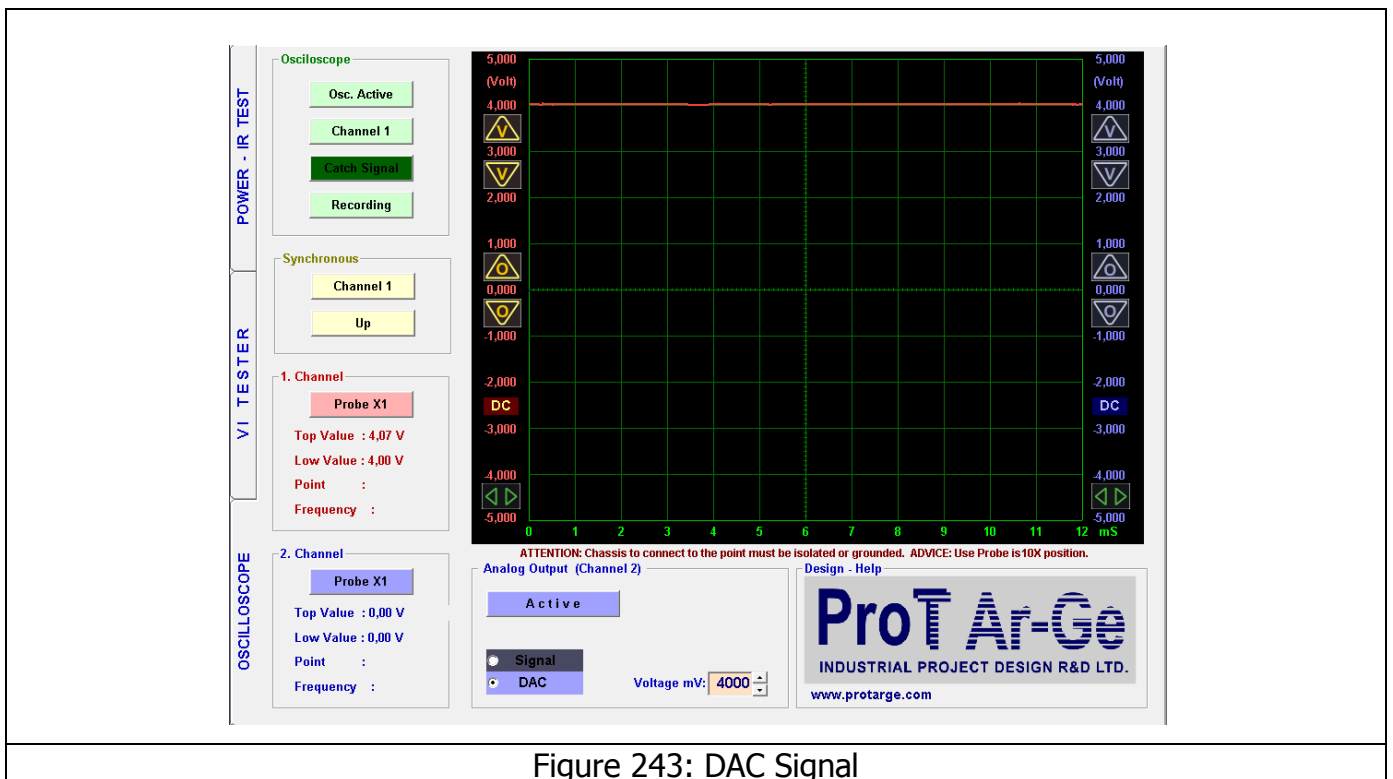 POWER - IR TEST
VI TESTER
OSCILLOSCOPE
Osciloscope
Osc. Active
Channel 1
Catch Signal
Recording
Synchronous
Channel 1
Up
1. Channel
Probe X1
Top Value : 4,07 V
Low Value : 4,00 V
Point :
Frequency :
2. Channel
Probe X1
Top Value : 0,00 V
Low Value : 0,00 V
Point :
Frequency :
5,000
(Volt)
4,000
V
3,000
V
2,000
1,000
O
0,000
O
-1,000
-2,000
DC
-3,000
-4,000
-5,000
0 1 2 3 4 5 6 7 8 9 10 11 12 mS
5,000
(Volt)
4,000
V
3,000
V
2,000
1,000
O
0,000
O
-1,000
-2,000
DC
-3,000
-4,000
-5,000
ATTENTION: Chassis to connect to the point must be isolated or grounded. ADVICE: Use Probe is 10X position.
Analog Output (Channel 2)
Active
Signal
DAC
Voltage mV: 4000
Design - Help
ProT Ar-Ge
INDUSTRIAL PROJECT DESIGN R&D LTD.
www.protarge.com
Figure 243: DAC Signal